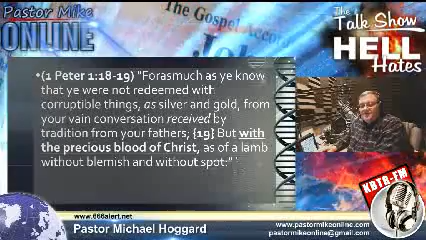 Pastor Mike
ONLINE
The Gospel Acco
The
Talk Show
HELL
Hates
• (1 Peter 1:18-19) "Forasmuch as ye know
that ye were not redeemed with
corruptible things, as silver and gold, from
your vain conversation received by
tradition from your fathers; {19} But with
the precious blood of Christ, as of a lamb
without blemish and without spot:"
KBTR-FM
www.666alert.net
Pastor Michael Hoggard
www.pastormikeonline.com
pastormikeonline@gmail.com